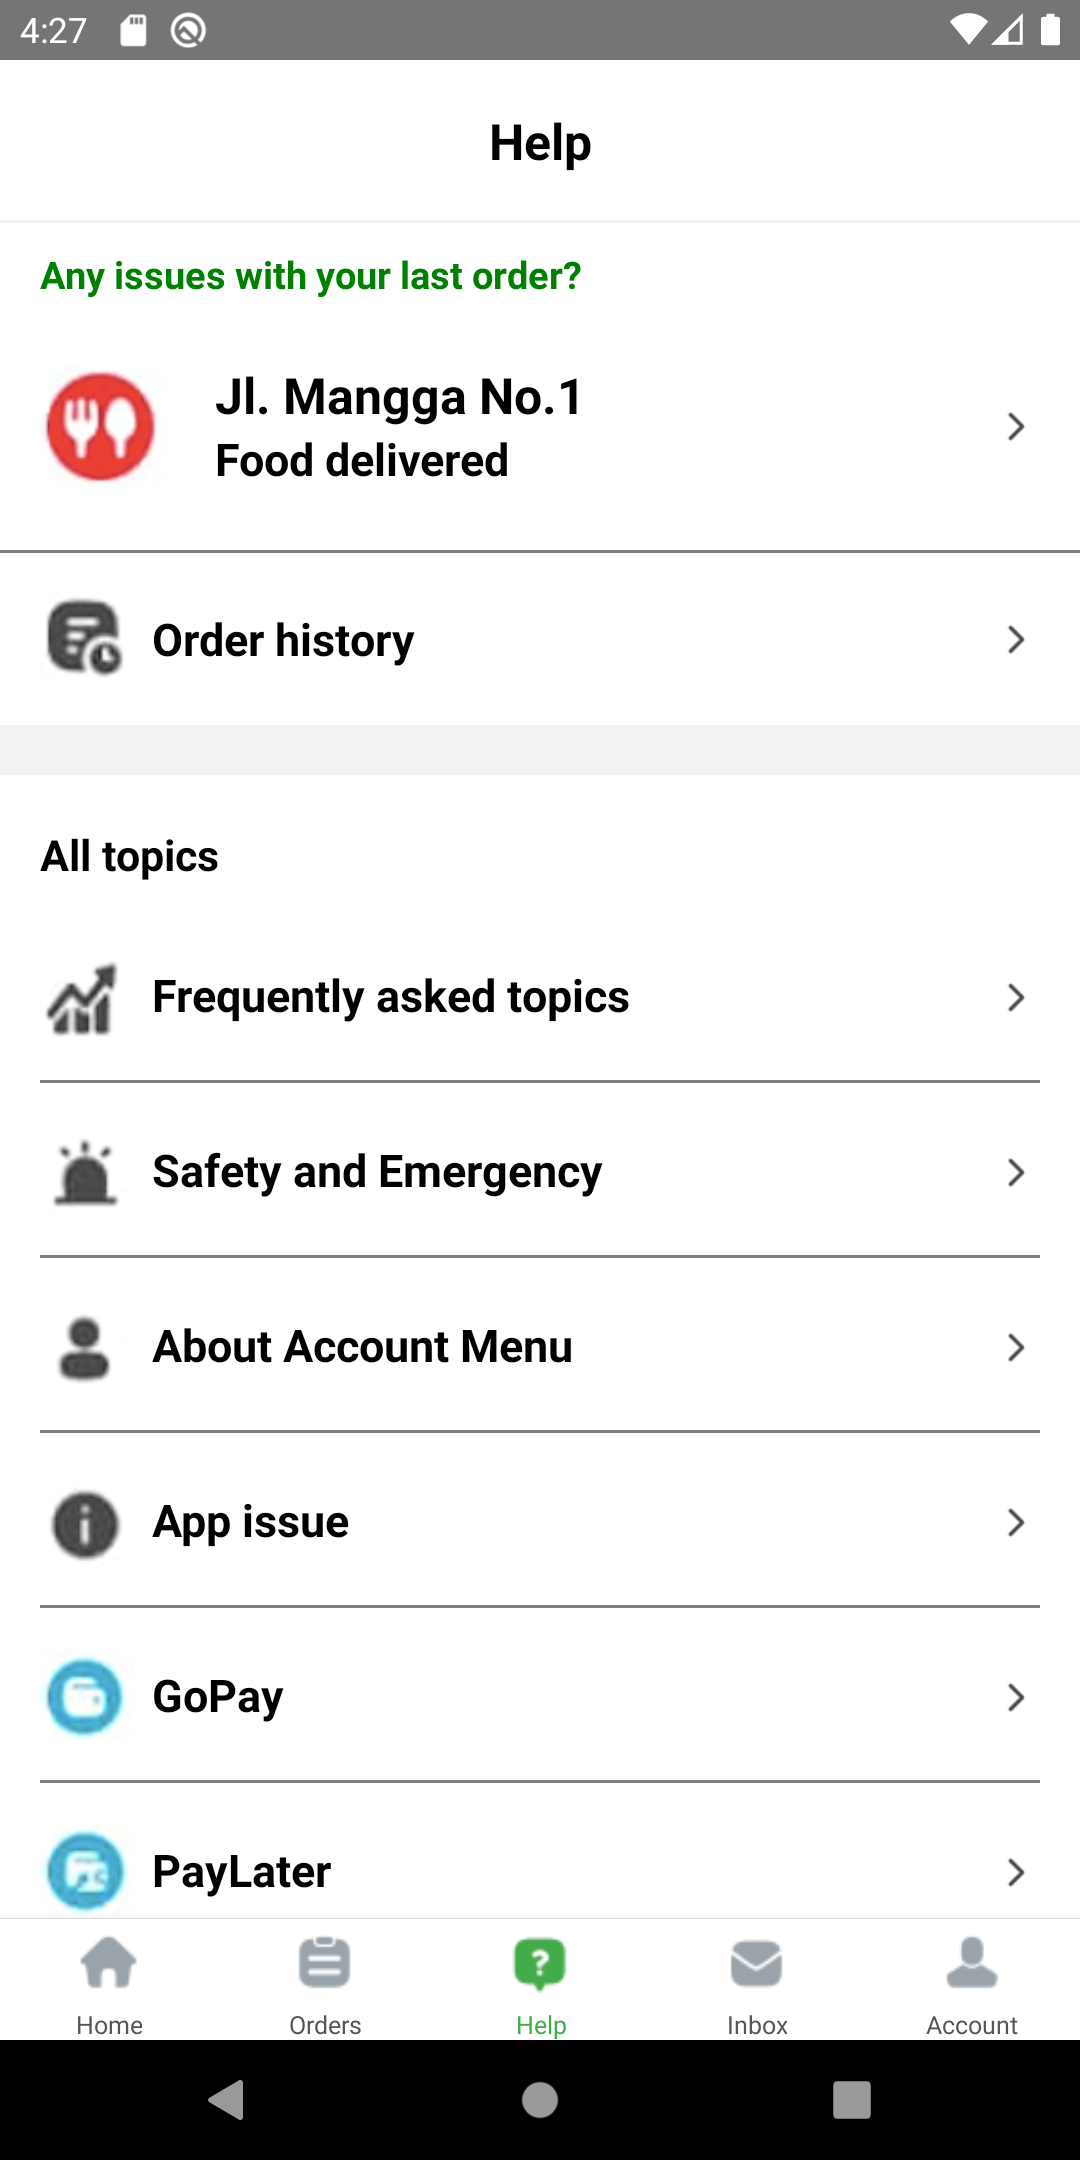 4:27
Help
Any issues with your last order?
Jl. Mangga No.1
Food delivered
Order history
All topics
Frequently asked topics
Safety and Emergency
About Account Menu
App issue
GoPay
PayLater
Home
Orders
Help
Inbox
Account